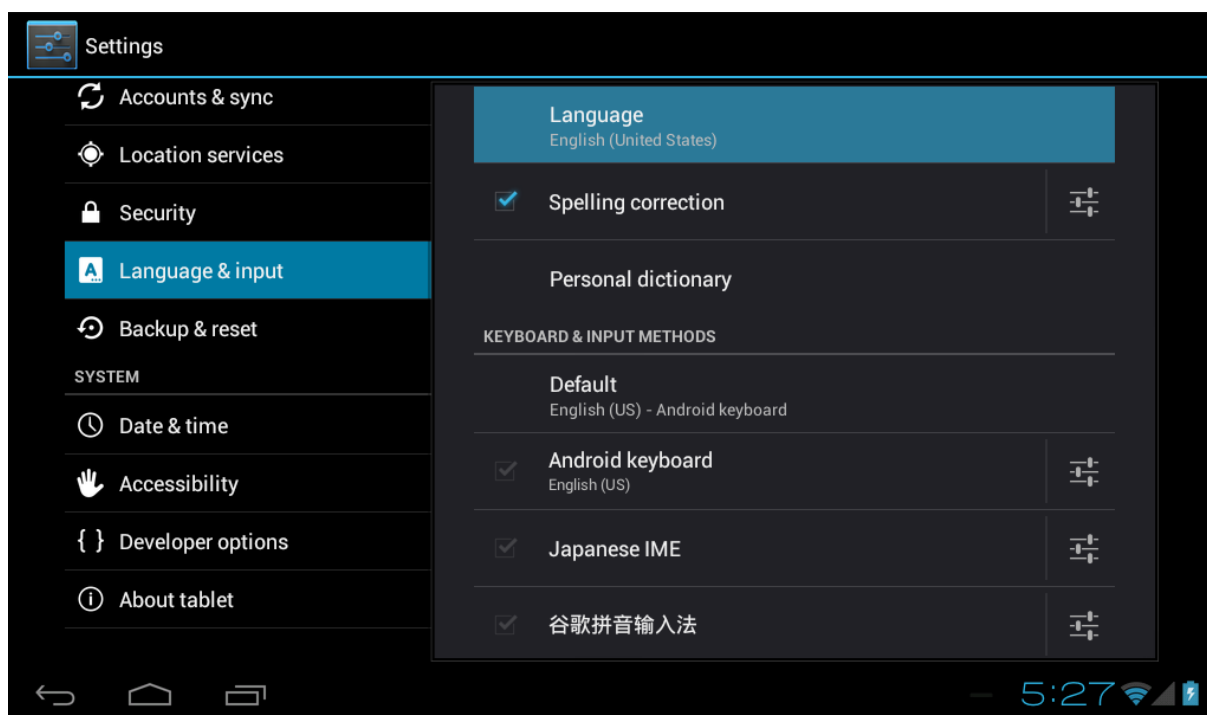 Settings
Accounts & sync
Location services
Security
Language & input
Backup & reset
SYSTEM
Date & time
Accessibility
{ } Developer options
About tablet
Language
English (United States)
Spelling correction
Personal dictionary
KEYBOARD & INPUT METHODS
Default
English (US) - Android keyboard
Android keyboard
English (US)
Japanese IME
谷歌拼音输入法
5:27